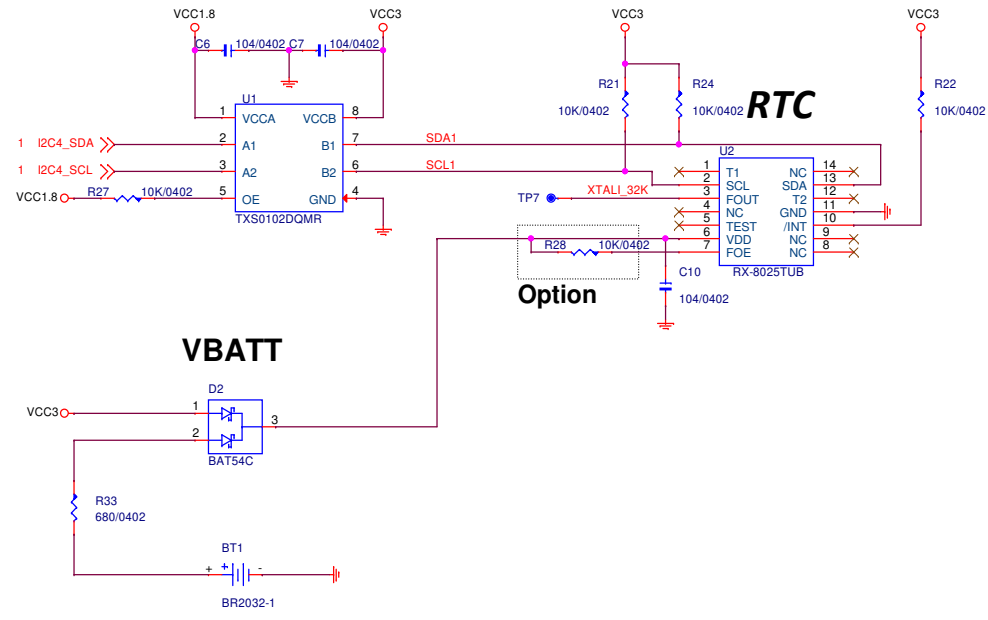 VCC1.8
VCC3
VCC3
VCC3
C6
104/0402
C7
104/0402
R21
10K/0402
R24
10K/0402
RTC
R22
10K/0402
U1
1
VCCA
VCCB
8
1 I2C4_SDA
2
A1
B1
7
SDA1
1 I2C4_SCL
3
A2
B2
6
SCL1
VCC1.8
R27
10K/0402
5
OE
GND
4
TXS0102DQMR
U2
1
T1
NC
14
2
SCL
SDA
13
TP7
XTALI_32K
3
FOUT
T2
12
4
NC
GND
11
5
TEST
/INT
10
6
VDD
NC
9
7
FOE
NC
8
RX-8025TUB
R28
10K/0402
Option
C10
104/0402
VBATT
D2
VCC3
1
2
3
BAT54C
R33
680/0402
BT1
+
+
-
BR2032-1